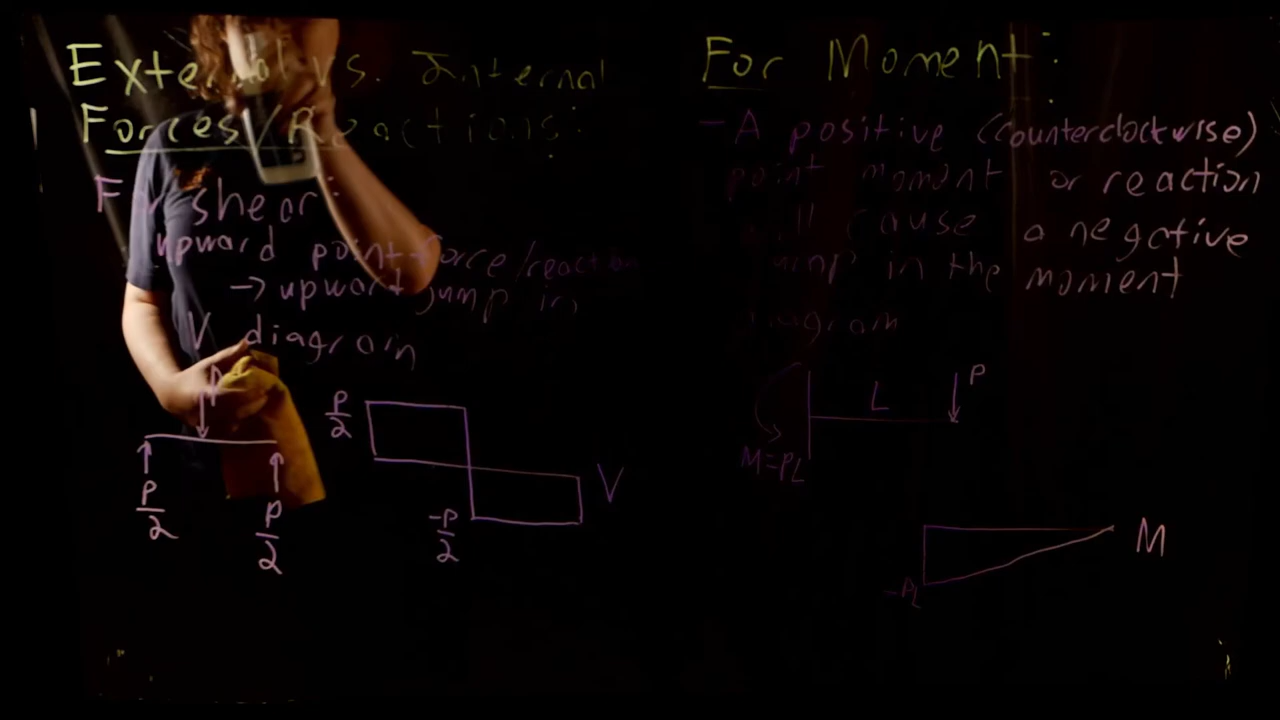 External vs. Internal
Forces/Reactions:
For shear:
upward point force/reaction
→ upward jump in
V diagram
P
P/2
P/2
P/2
-P/2
V
For Moment:
- A positive (counterclockwise)
point moment or reaction
will cause a negative
jump in the moment
diagram
P
L
M=PL
M
-PL